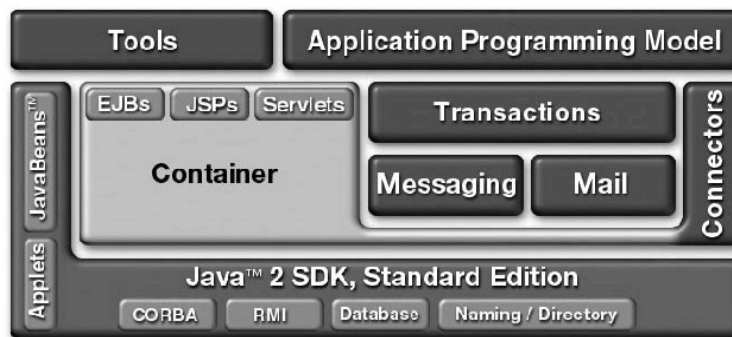 Tools
Application Programming Model
JavaBeans™
EJBs
JSPs
Servlets
Transactions
Connectors
Container
Messaging
Mail
Applets
Java™ 2 SDK, Standard Edition
CORBA
RMI
Database
Naming / Directory